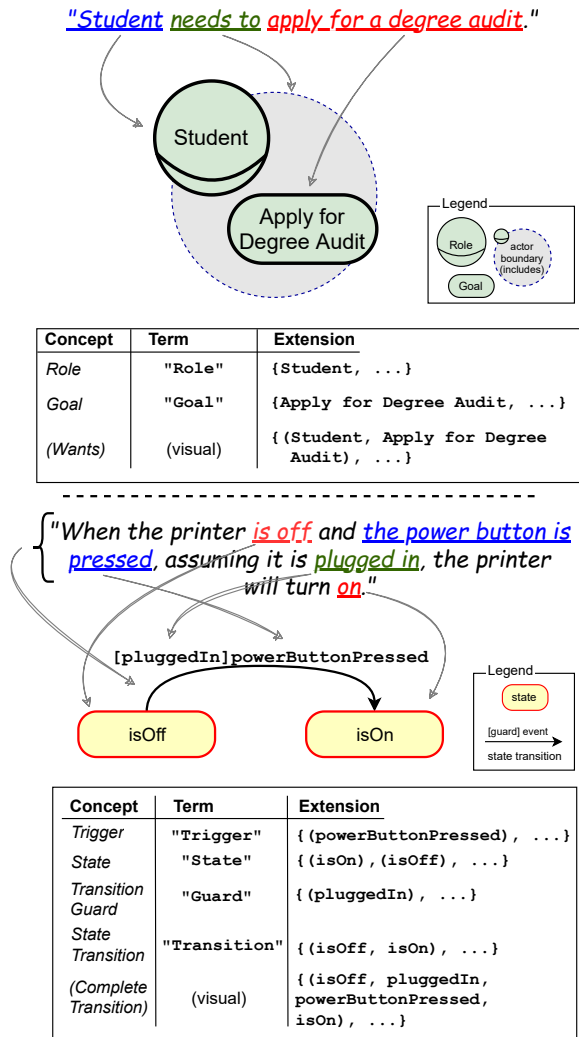 "Student needs to apply for a degree audit."
Student
Apply for
Degree Audit
Legend
Role
actor
boundary
(includes)
Goal
Concept Term Extension
Role "Role" {Student, ...}
Goal "Goal" {Apply for Degree Audit, ...}
(Wants) (visual) {(Student, Apply for Degree
Audit), ...}
"When the printer is off and the power button is
pressed, assuming it is plugged in, the printer
will turn on."
[pluggedIn]powerButtonPressed
isOff
isOn
Legend
state
[guard] event
state transition
Concept Term Extension
Trigger "Trigger" {(powerButtonPressed), ...}
State "State" {(isOn),(isOff), ...}
Transition
Guard "Guard" {(pluggedIn), ...}
State
Transition "Transition" {(isOff, isOn), ...}
(Complete
Transition) (visual) {(isOff, pluggedIn,
powerButtonPressed,
isOn), ...}